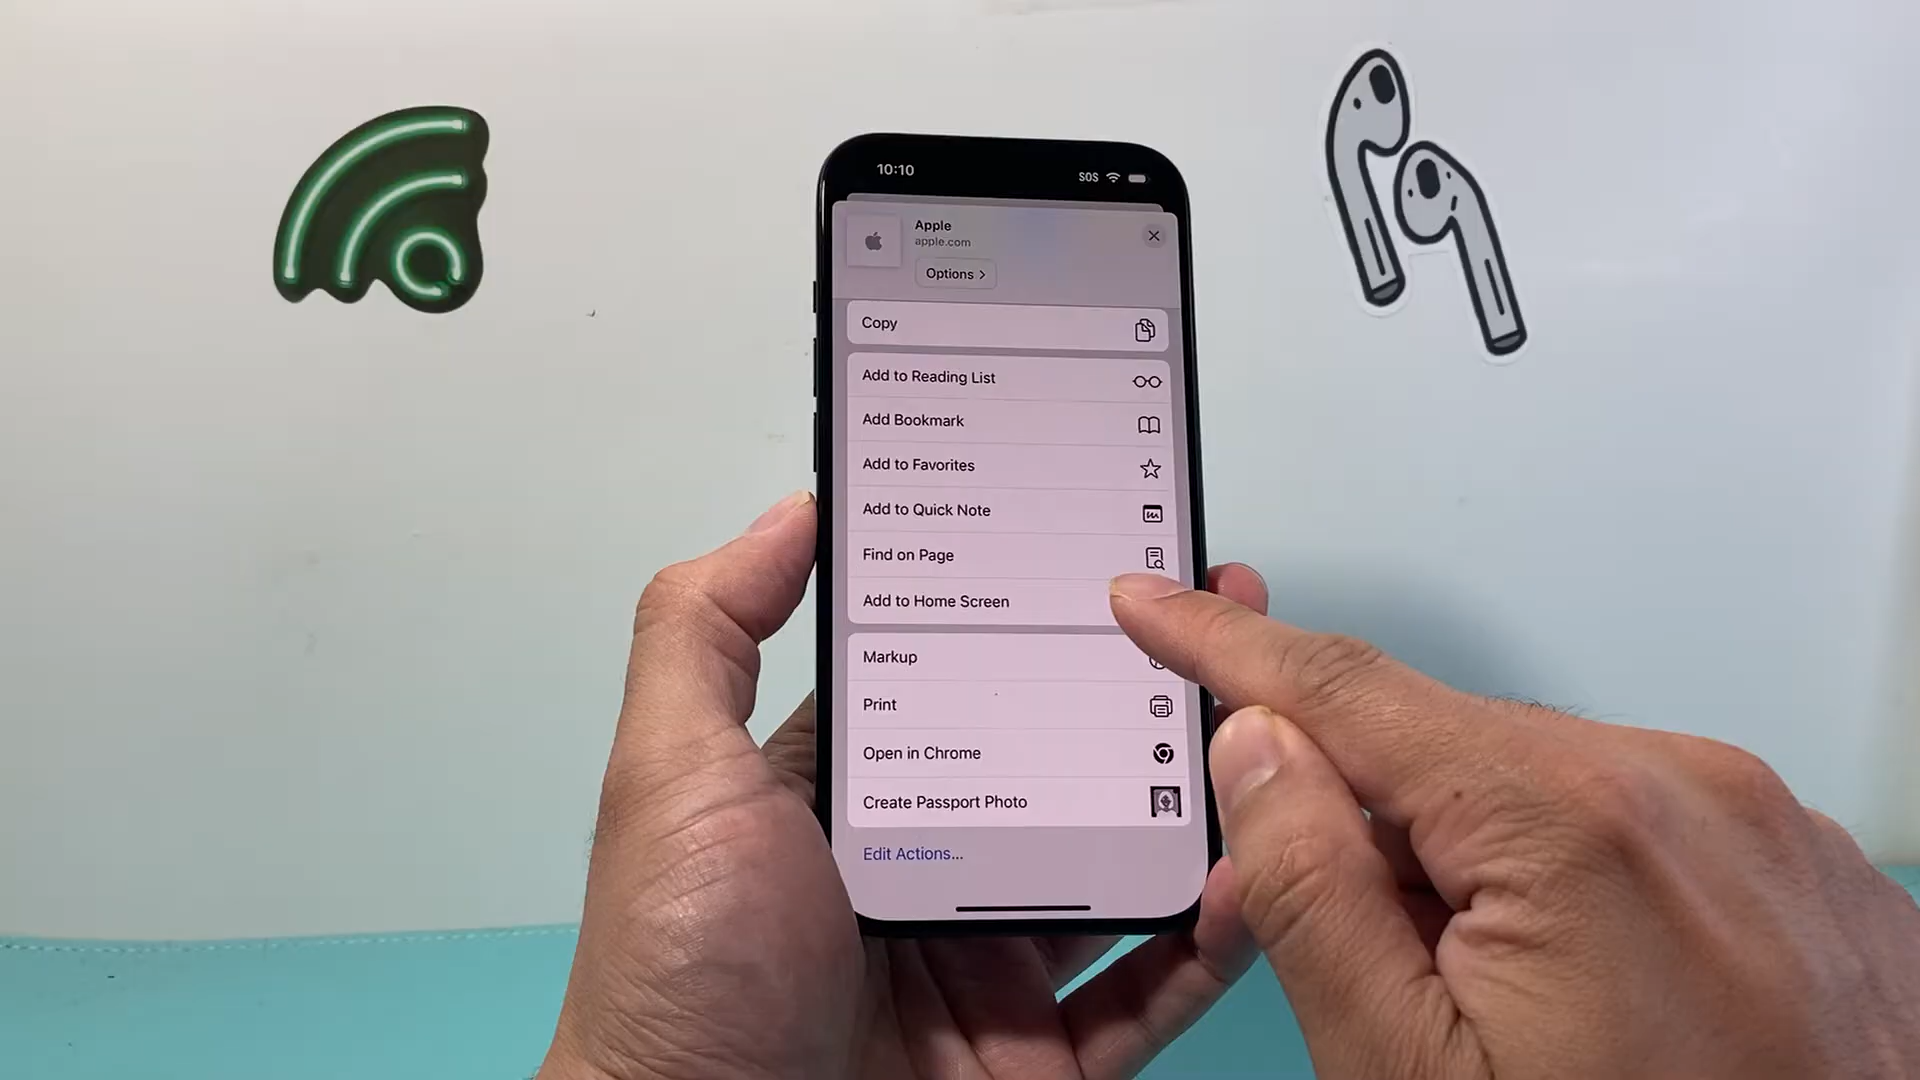 10:10
SOS
Apple
apple.com
Options >
Copy
Add to Reading List
Add Bookmark
Add to Favorites
Add to Quick Note
Find on Page
Add to Home Screen
Markup
Print
Open in Chrome
Create Passport Photo
Edit Actions...